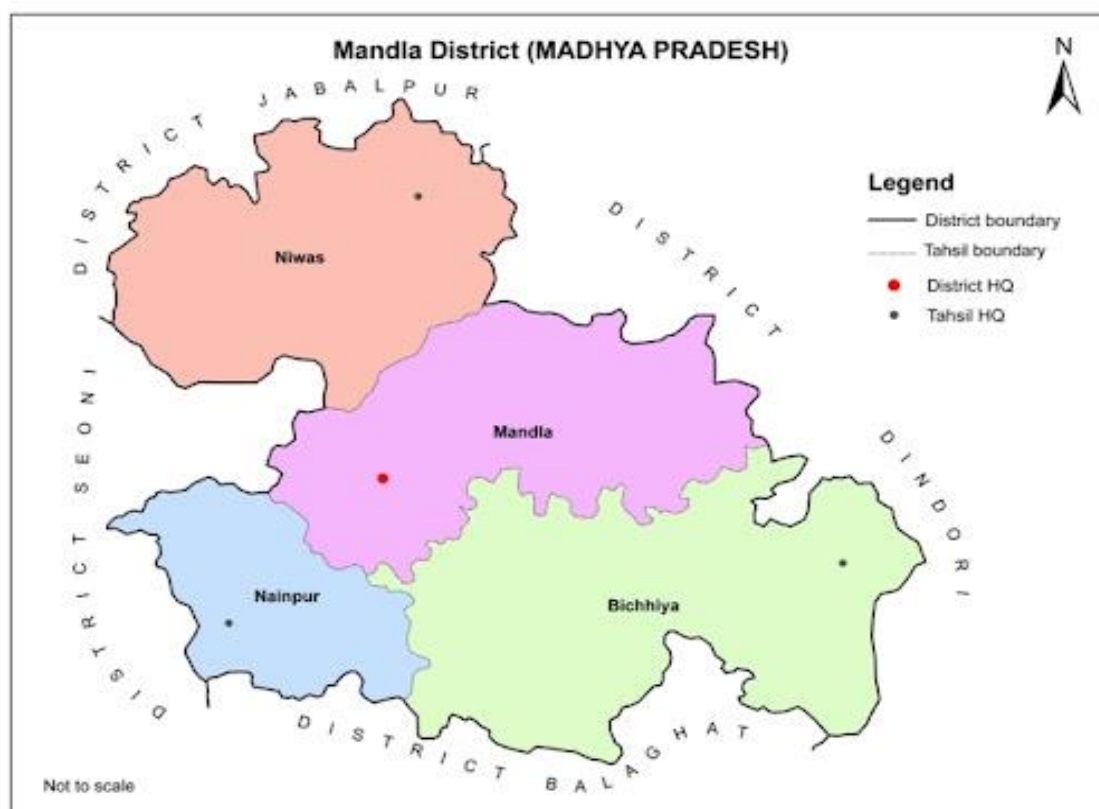 Mandla District (MADHYA PRADESH)
N
DISTRICT JABALPUR
Legend
District boundary
Tahsil boundary
District HQ
Tahsil HQ
DISTRICT
Niwas
DISTRICT SEONI
Mandla
DINDORI
Nainpur
Bichhiya
DISTRICT BALAGHAT
Not to scale